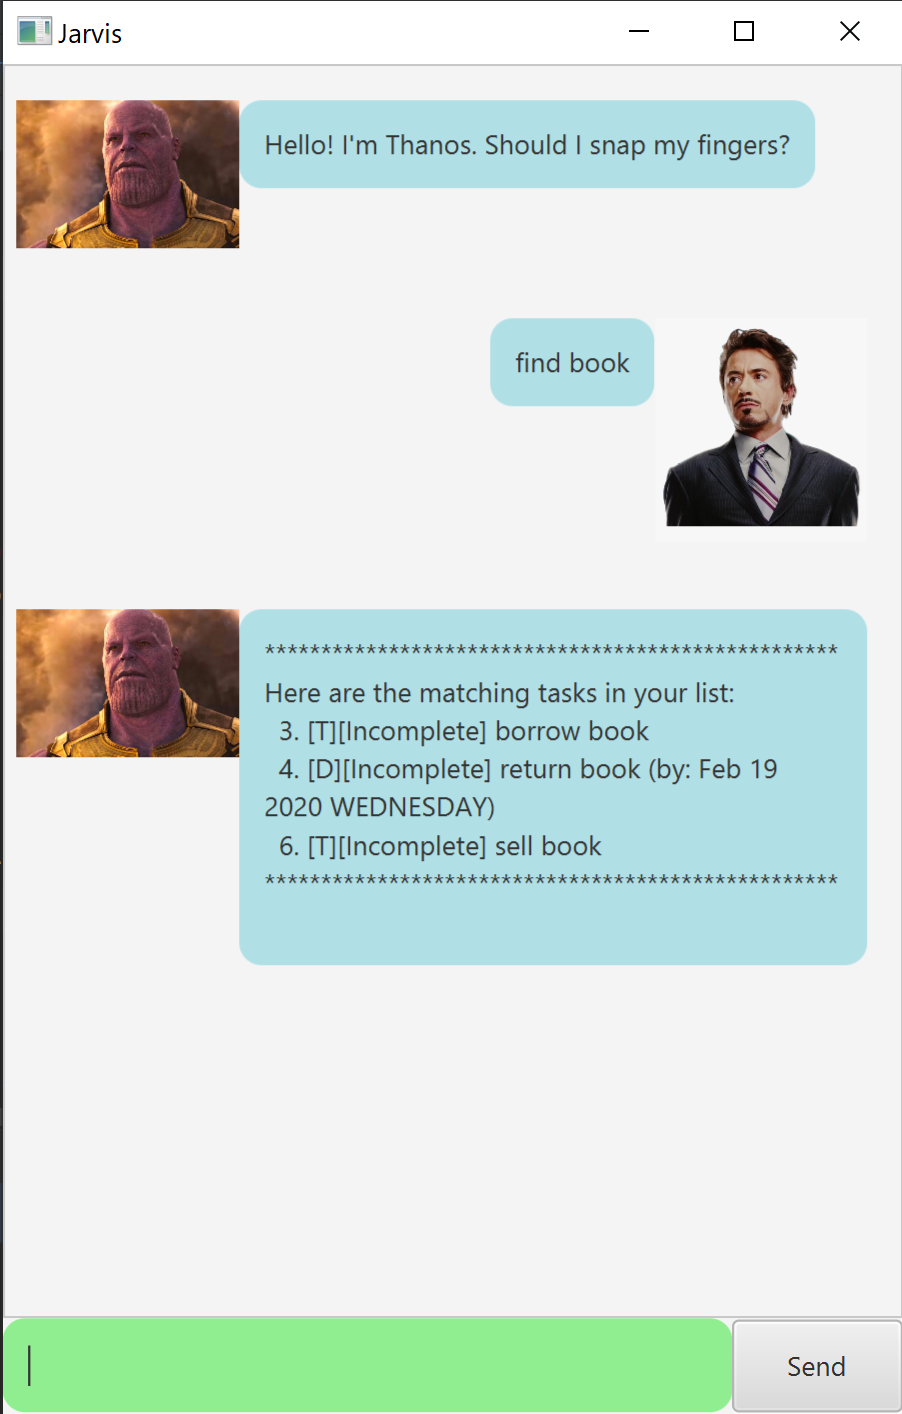 Jarvis
Hello! I'm Thanos. Should I snap my fingers?
find book
***************************************************
Here are the matching tasks in your list:
3. [T][Incomplete] borrow book
4. [D][Incomplete] return book (by: Feb 19
2020 WEDNESDAY)
6. [T][Incomplete] sell book
***************************************************
Send